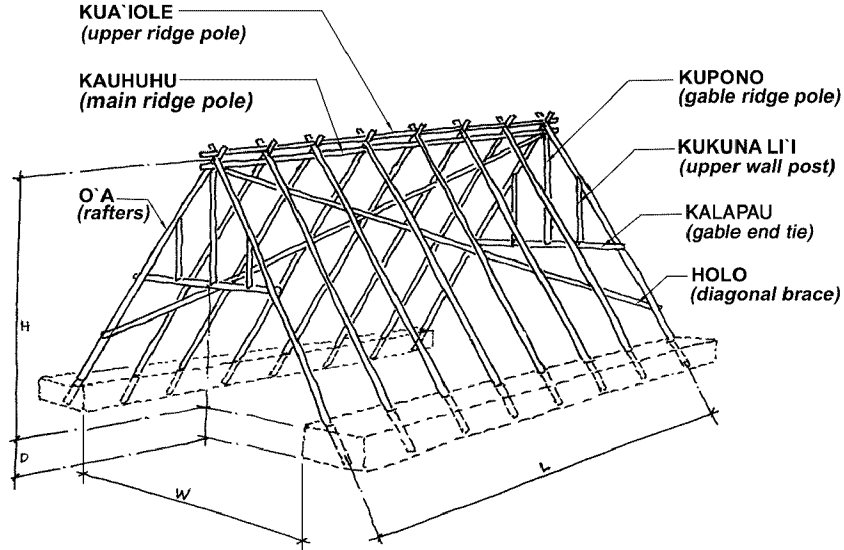 KUA`IOLE
(upper ridge pole)
KAUHUHU
(main ridge pole)
KUPONO
(gable ridge pole)
KUKUNA LI`I
(upper wall post)
O`A
(rafters)
KALAPAU
(gable end tie)
HOLO
(diagonal brace)
H
D
W
L